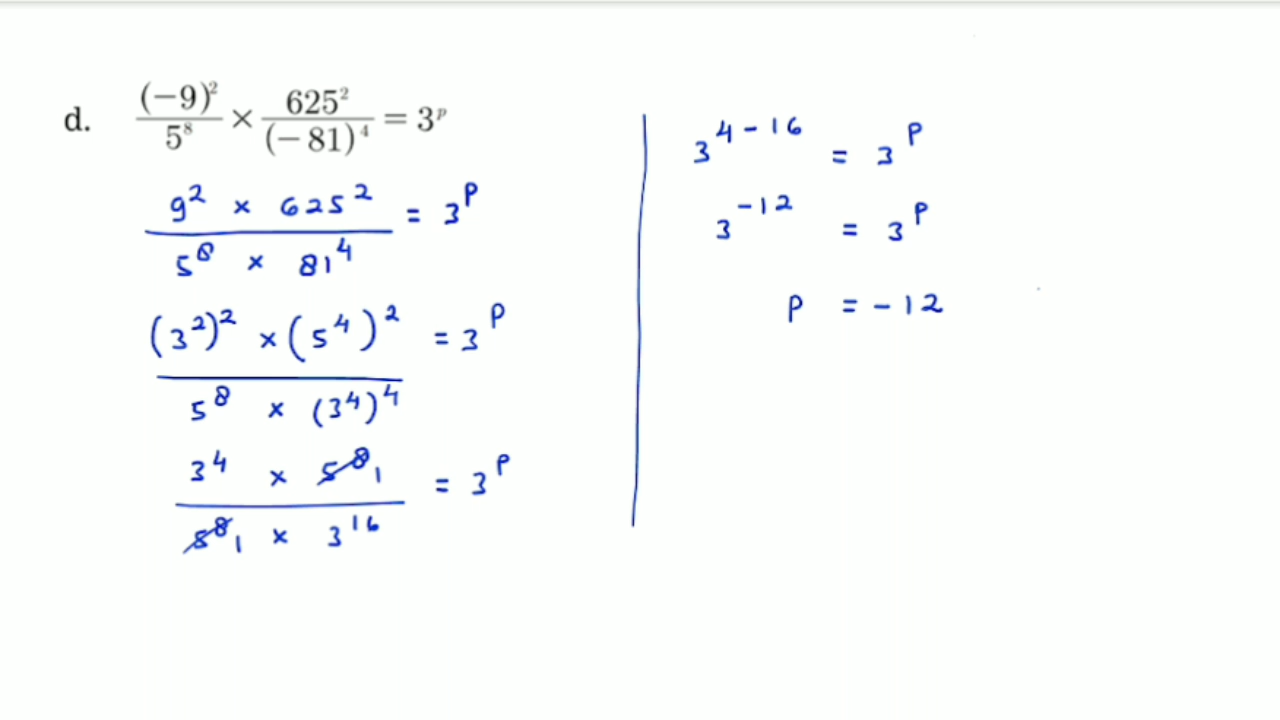 d. (−9)² / 5⁸ × 625² / (−81)⁴ = 3ᵖ
9² × 625² / 5⁸ × 81⁴ = 3ᴾ
(3²)² × (5⁴)² / 5⁸ × (3⁴)⁴ = 3ᴾ
3⁴ × 5⁸ 1 / 5⁸ 1 × 3¹⁶ = 3ᴾ
3⁴⁻¹⁶ = 3ᴾ
3⁻¹² = 3ᴾ
P = -12